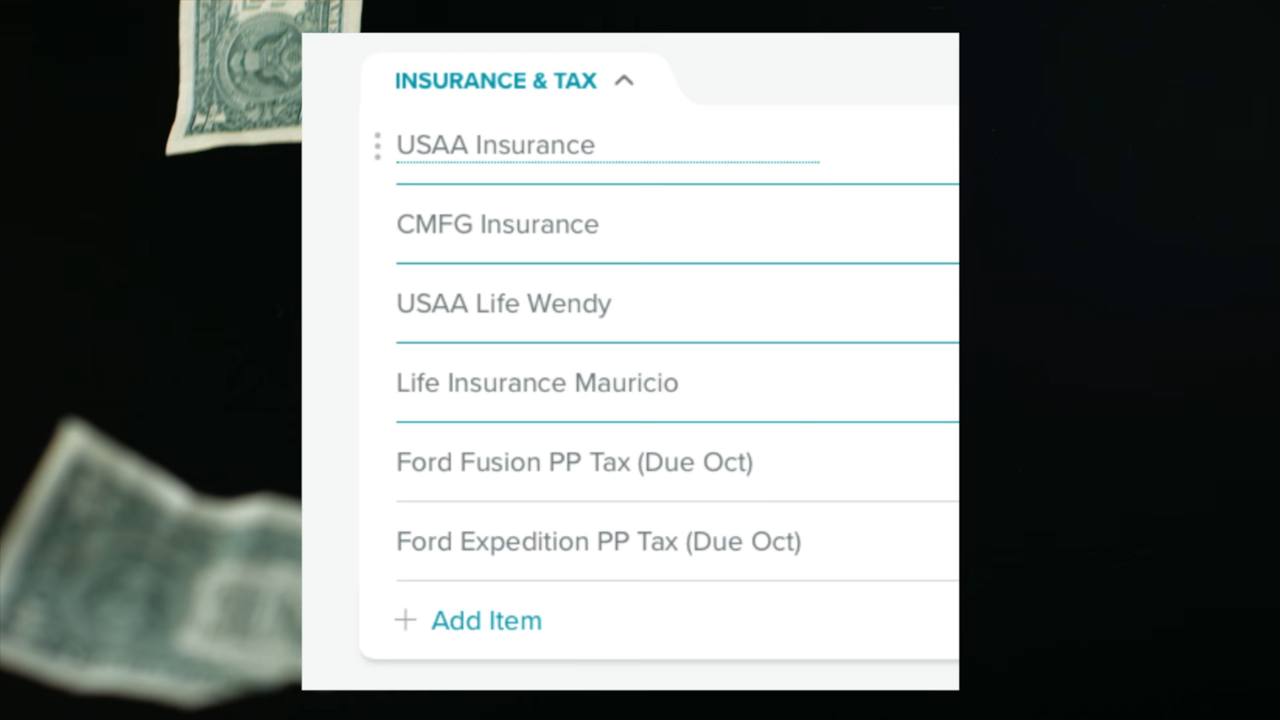 INSURANCE & TAX
USAA Insurance
CMFG Insurance
USAA Life Wendy
Life Insurance Mauricio
Ford Fusion PP Tax (Due Oct)
Ford Expedition PP Tax (Due Oct)
Add Item